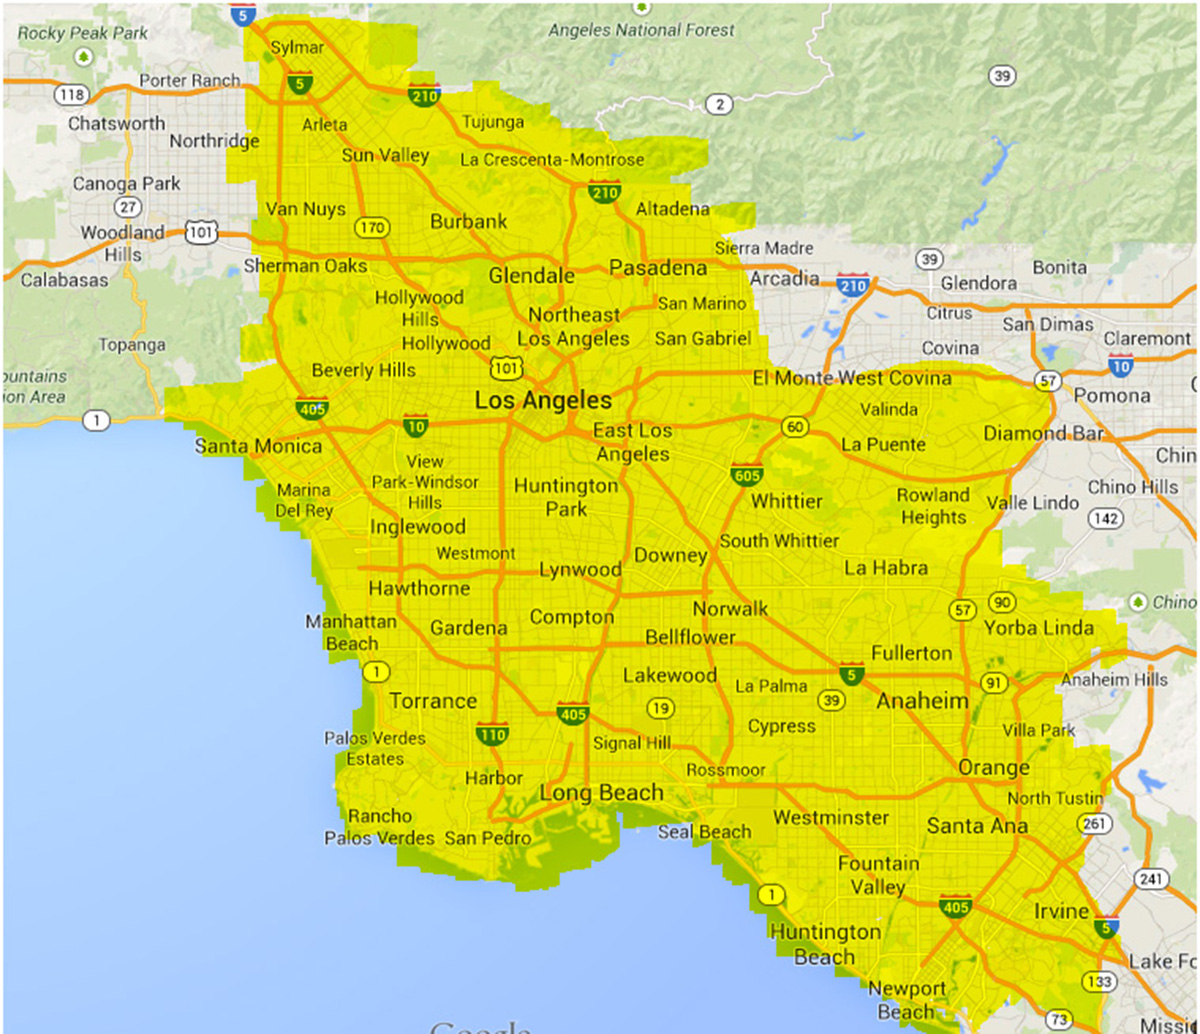 5
Rocky Peak Park
Angeles National Forest
Sylmar
5
39
Porter Ranch
118
210
2
Chatsworth
Arleta
Tujunga
Northridge
Sun Valley
La Crescenta-Montrose
Canoga Park
210
27
Van Nuys
Burbank
Altadena
170
Woodland
Hills
101
Sierra Madre
39
Calabasas
Sherman Oaks
Glendale
Pasadena
Arcadia
210
Glendora
Bonita
Hollywood
Hills
San Marino
Northeast
Los Angeles
Citrus
San Dimas
Topanga
Hollywood
San Gabriel
Covina
Claremont
ountains
ion Area
Beverly Hills
101
El Monte
West Covina
57
10
Pomona
1
405
Los Angeles
Valinda
10
East Los
Angeles
60
La Puente
Diamond Bar
Santa Monica
Chin
View
Park-Windsor
Hills
605
Marina
Del Rey
Huntington
Park
Whittier
Rowland
Heights
Valle Lindo
Chino Hills
142
Inglewood
Westmont
Downey
South Whittier
Lynwood
La Habra
Hawthorne
Compton
Norwalk
57
90
Chino
Manhattan
Beach
Gardena
Bellflower
Yorba Linda
Fullerton
1
Lakewood
La Palma
5
91
Anaheim Hills
Torrance
19
39
Anaheim
405
Cypress
Villa Park
Palos Verdes
Estates
110
Signal Hill
Harbor
Rossmoor
Orange
Long Beach
North Tustin
Rancho
Palos Verdes
San Pedro
Seal Beach
Westminster
Santa Ana
261
Fountain
Valley
241
1
405
Irvine
5
Huntington
Beach
Lake Fo
133
Newport
Beach
73
Missio
Google